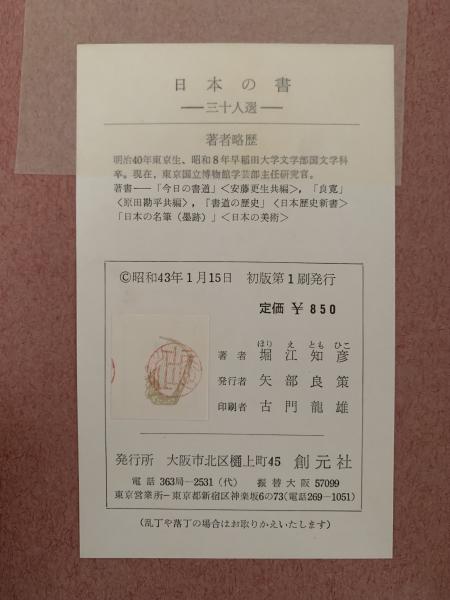 日本の書
―三十人選―
著者略歴
明治40年東京生、昭和8年早稲田大学文学部国文学科
卒。現在，東京国立博物館学芸部主任研究官。
著書――「今日の書道」<安藤更生共編>，「良寛」
<原田勘平共編>，「書道の歴史」<日本歴史新書>
「日本の名筆（墨跡）」<日本の美術>
©昭和43年1月15日 初版第1刷発行
定価 ¥850
ほり え とも ひこ
著者 堀江知彦
発行者 矢部良策
印刷者 古門龍雄
発行所 大阪市北区樋上町45 創元社
電話 363局―2531（代） 振替大阪57099
東京営業所―東京都新宿区神楽坂6の73（電話269―1051）
（乱丁や落丁の場合はお取りかえいたします）